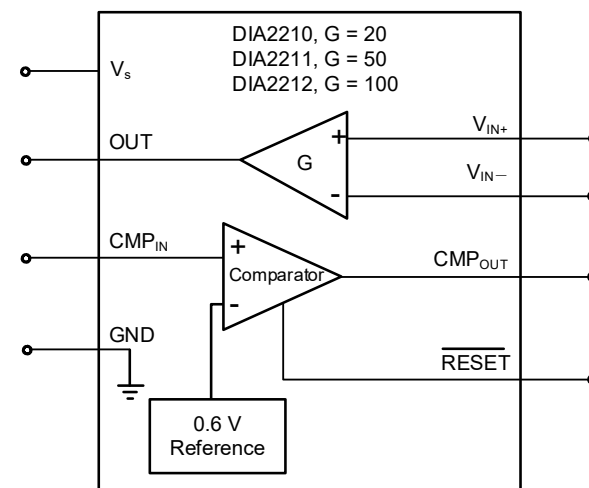 DIA2210, G = 20
DIA2211, G = 50
DIA2212, G = 100
Vs
OUT
+
G
-
VIN+
VIN−
CMPIN
+
Comparator
-
CMPOUT
GND
RESET
0.6 V
Reference